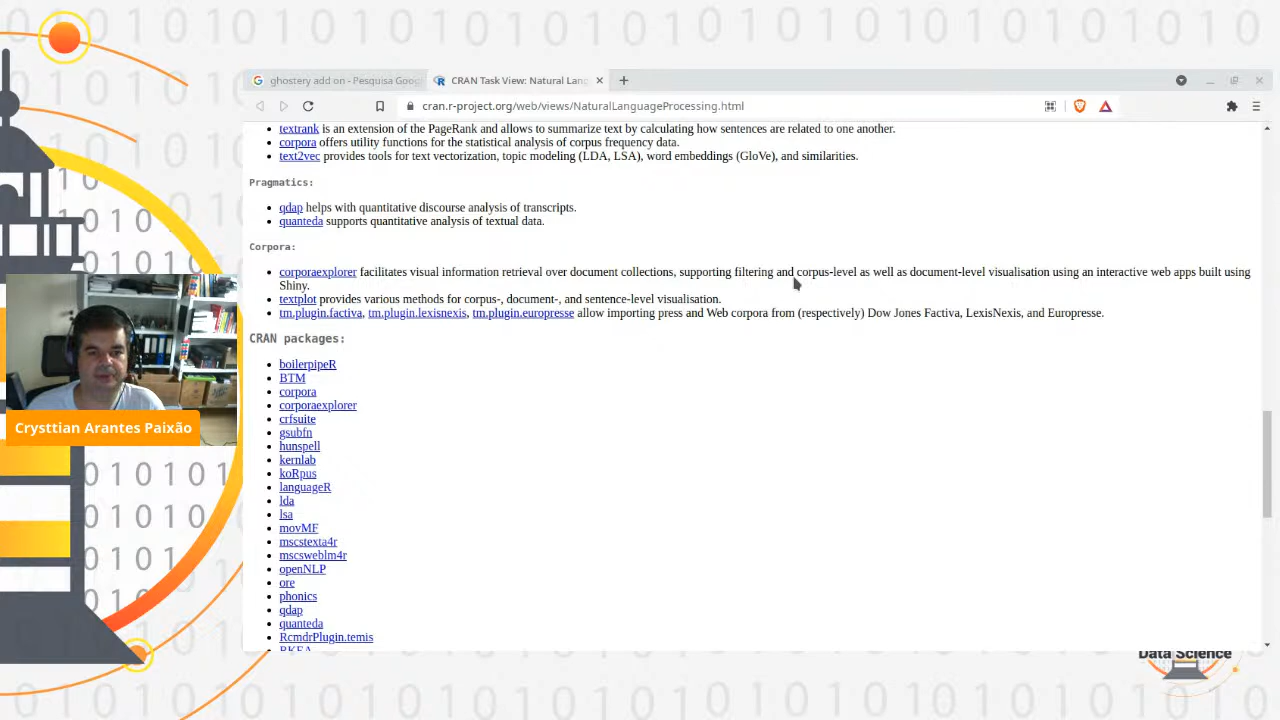 ghostery add on - Pesquisa Goog
CRAN Task View: Natural Lang
cran.r-project.org/web/views/NaturalLanguageProcessing.html
textrank is an extension of the PageRank and allows to summarize text by calculating how sentences are related to one another.
corpora offers utility functions for the statistical analysis of corpus frequency data.
text2vec provides tools for text vectorization, topic modeling (LDA, LSA), word embeddings (GloVe), and similarities.
Pragmatics:
qdap helps with quantitative discourse analysis of transcripts.
quanteda supports quantitative analysis of textual data.
Corpora:
corporaexplorer facilitates visual information retrieval over document collections, supporting filtering and corpus-level as well as document-level visualisation using an interactive web apps built using
Shiny.
textplot provides various methods for corpus-, document-, and sentence-level visualisation.
tm.plugin.factiva, tm.plugin.lexisnexis, tm.plugin.europresse allow importing press and Web corpora from (respectively) Dow Jones Factiva, LexisNexis, and Europresse.
CRAN packages:
boilerpipeR
BTM
corpora
corporaexplorer
crfsuite
gsubfn
hunspell
kernlab
koRpus
languageR
lda
lsa
movMF
mscstexta4r
mscsweblm4r
openNLP
ore
phonics
qdap
quanteda
RcmdrPlugin.temis
RKEA
Crysttian Arantes Paixão
Data Science